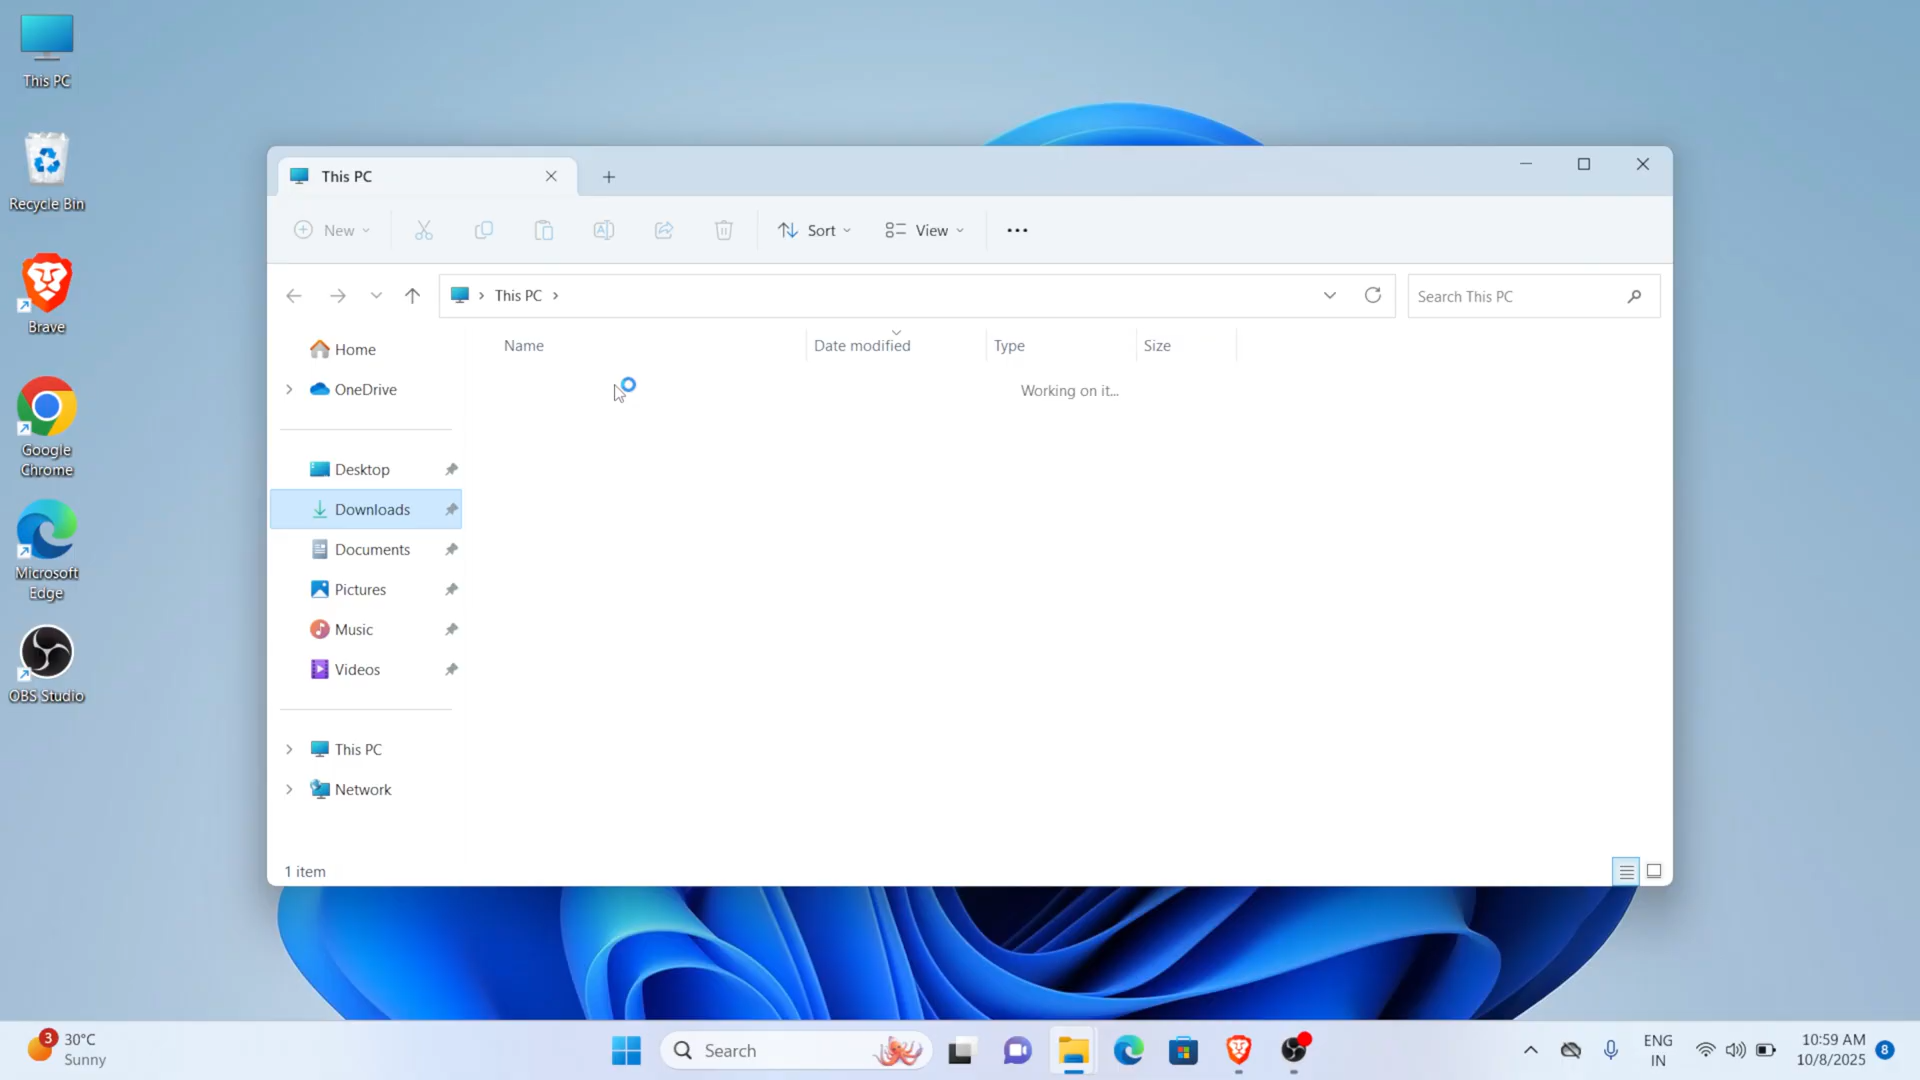 This PC
Recycle Bin
Brave
Google
Chrome
Microsoft
Edge
OBS Studio
This PC
New
Sort
View
This PC
Search This PC
Name
Date modified
Type
Size
Working on it...
Home
OneDrive
Desktop
Downloads
Documents
Pictures
Music
Videos
This PC
Network
1 item
3
30°C
Sunny
Search
ENG
IN
10:59 AM
10/8/2025
8